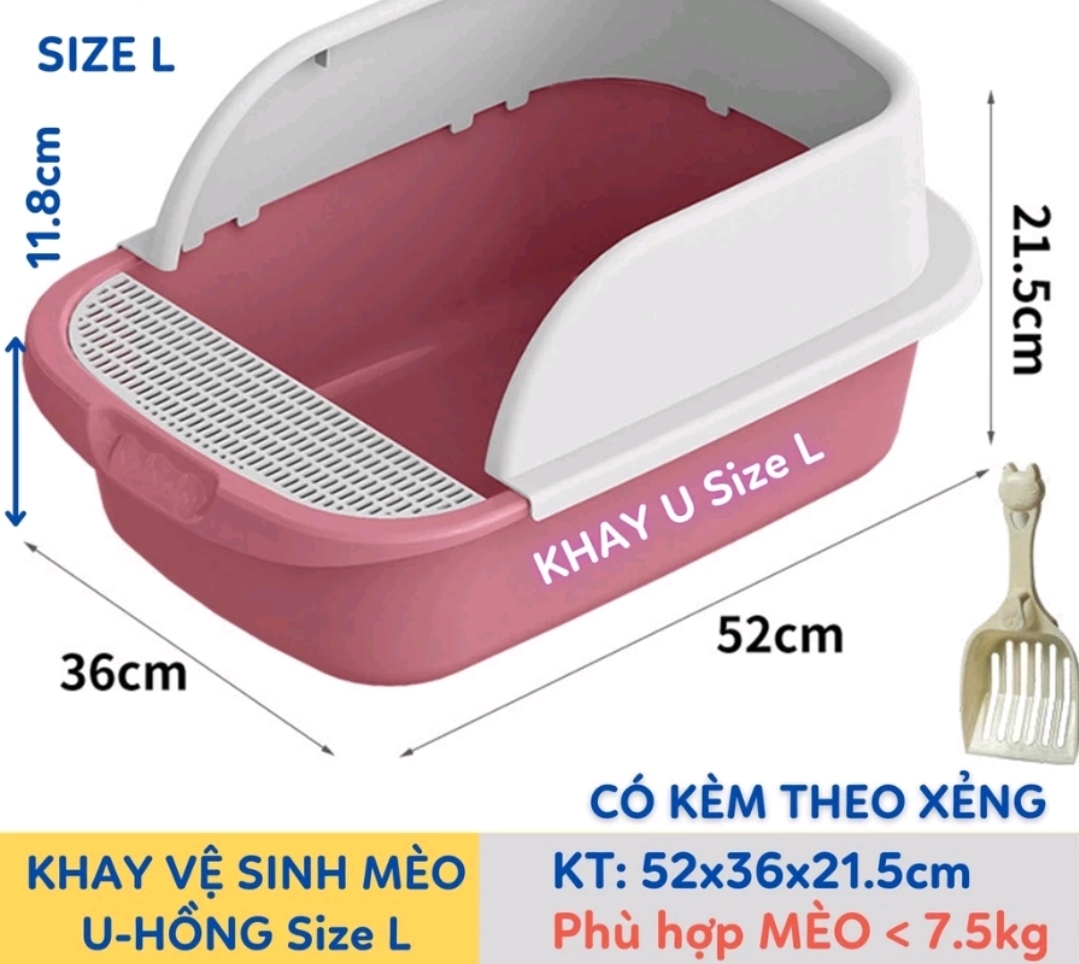 SIZE L
11.8cm
21.5cm
KHAY U Size L
52cm
36cm
CÓ KÈM THEO XẺNG
KHAY VỆ SINH MÈO
U-HỒNG Size L
KT: 52x36x21.5cm
Phù hợp MÈO < 7.5kg